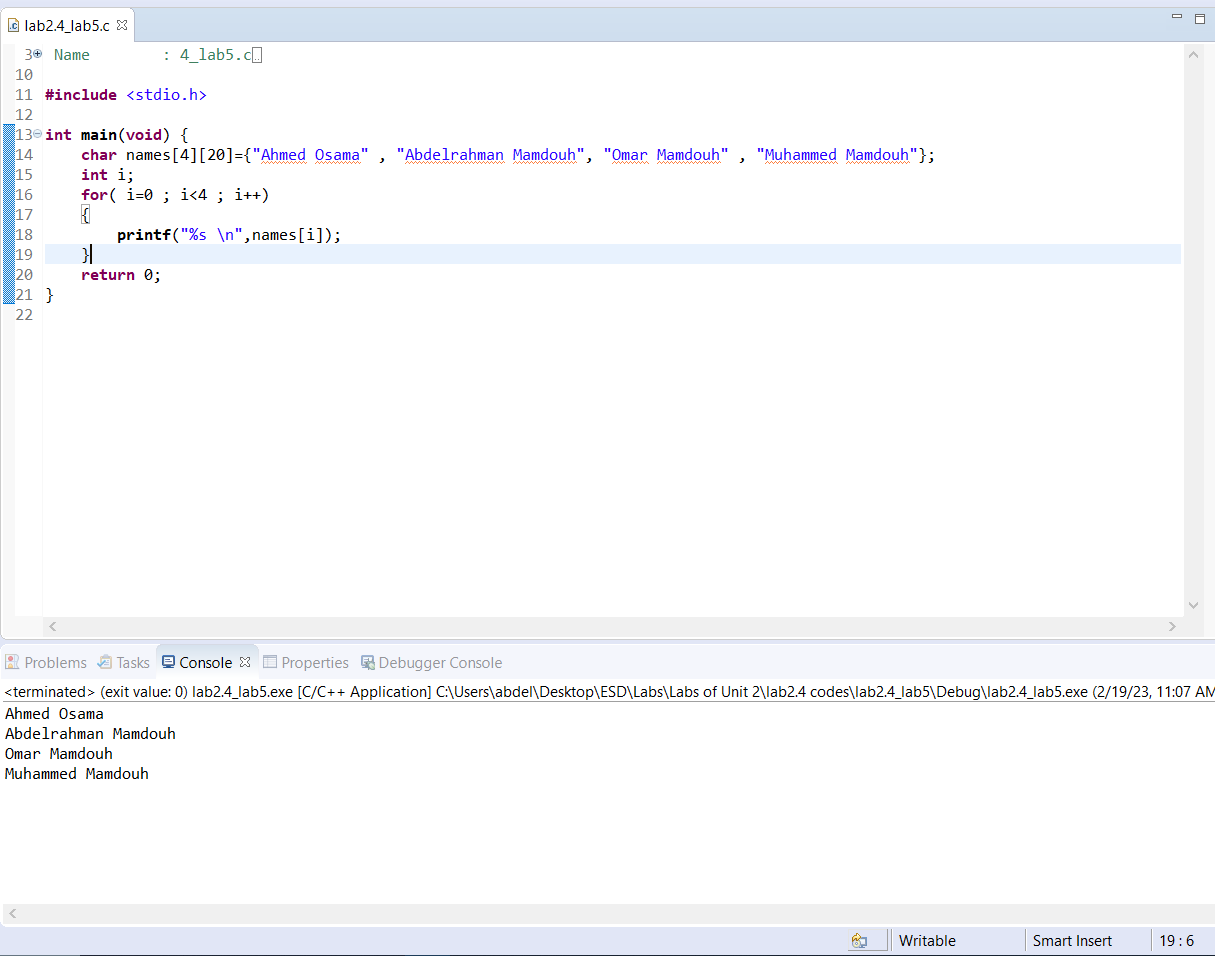 lab2.4_lab5.c
3 Name        : 4_lab5.c
10
11 #include <stdio.h>
12
13 int main(void) {
14     char names[4][20]={"Ahmed Osama" , "Abdelrahman Mamdouh", "Omar Mamdouh" , "Muhammed Mamdouh"};
15     int i;
16     for( i=0 ; i<4 ; i++)
17     {
18         printf("%s \n",names[i]);
19     }
20     return 0;
21 }
22
Problems Tasks Console Properties Debugger Console
<terminated> (exit value: 0) lab2.4_lab5.exe [C/C++ Application] C:\Users\abdel\Desktop\ESD\Labs\Labs of Unit 2\lab2.4 codes\lab2.4_lab5\Debug\lab2.4_lab5.exe (2/19/23, 11:07 AM
Ahmed Osama
Abdelrahman Mamdouh
Omar Mamdouh
Muhammed Mamdouh
Writable Smart Insert 19 : 6